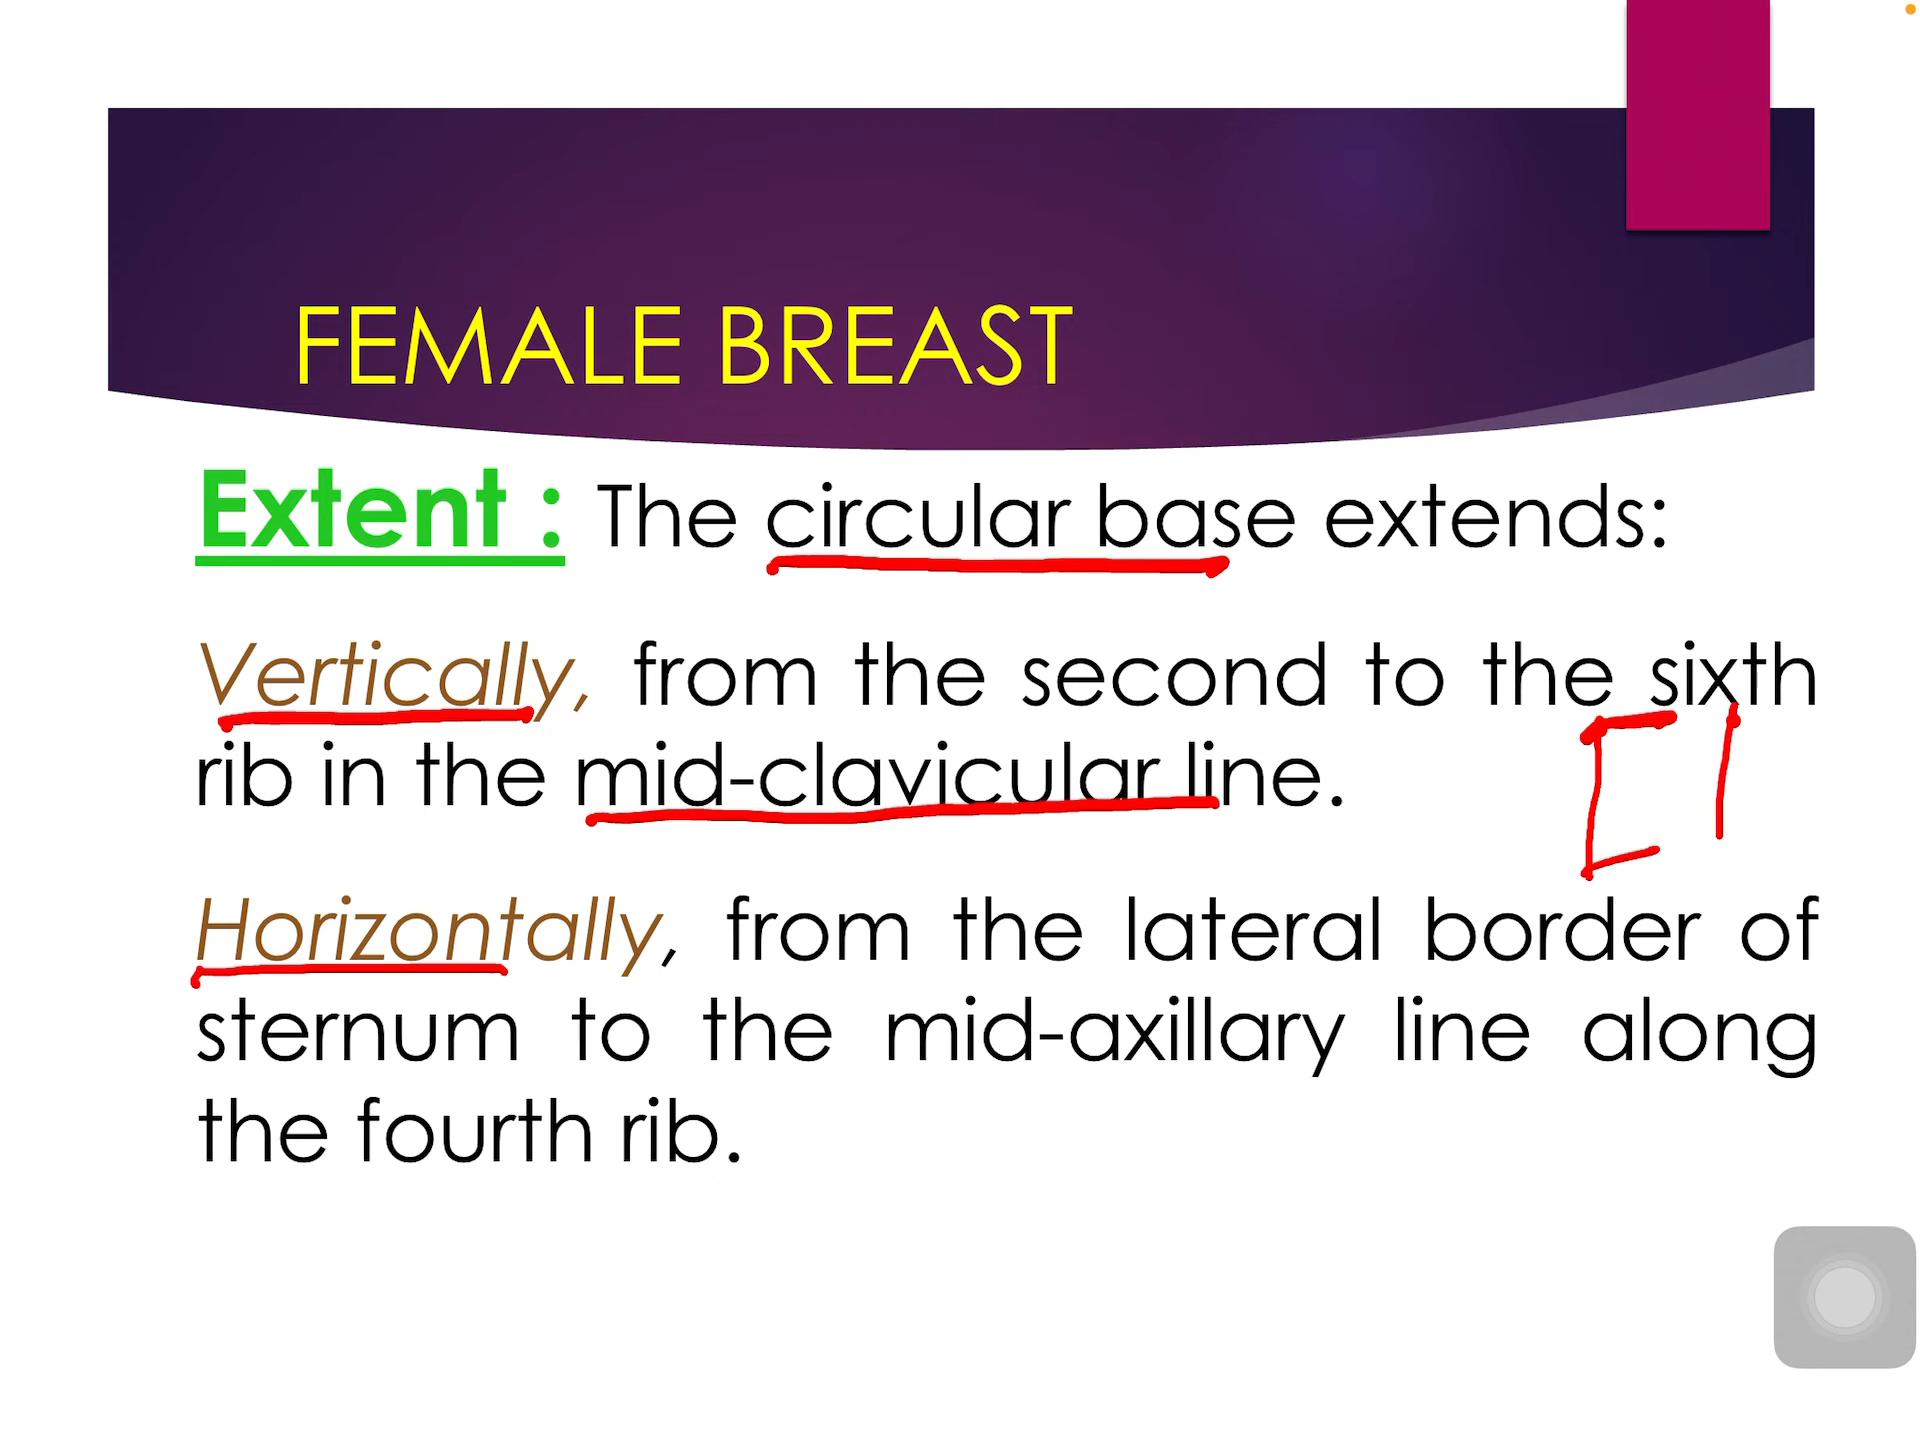 FEMALE BREAST
Extent : The circular base extends:
Vertically, from the second to the sixth
rib in the mid-clavicular line.
Horizontally, from the lateral border of
sternum to the mid-axillary line along
the fourth rib.